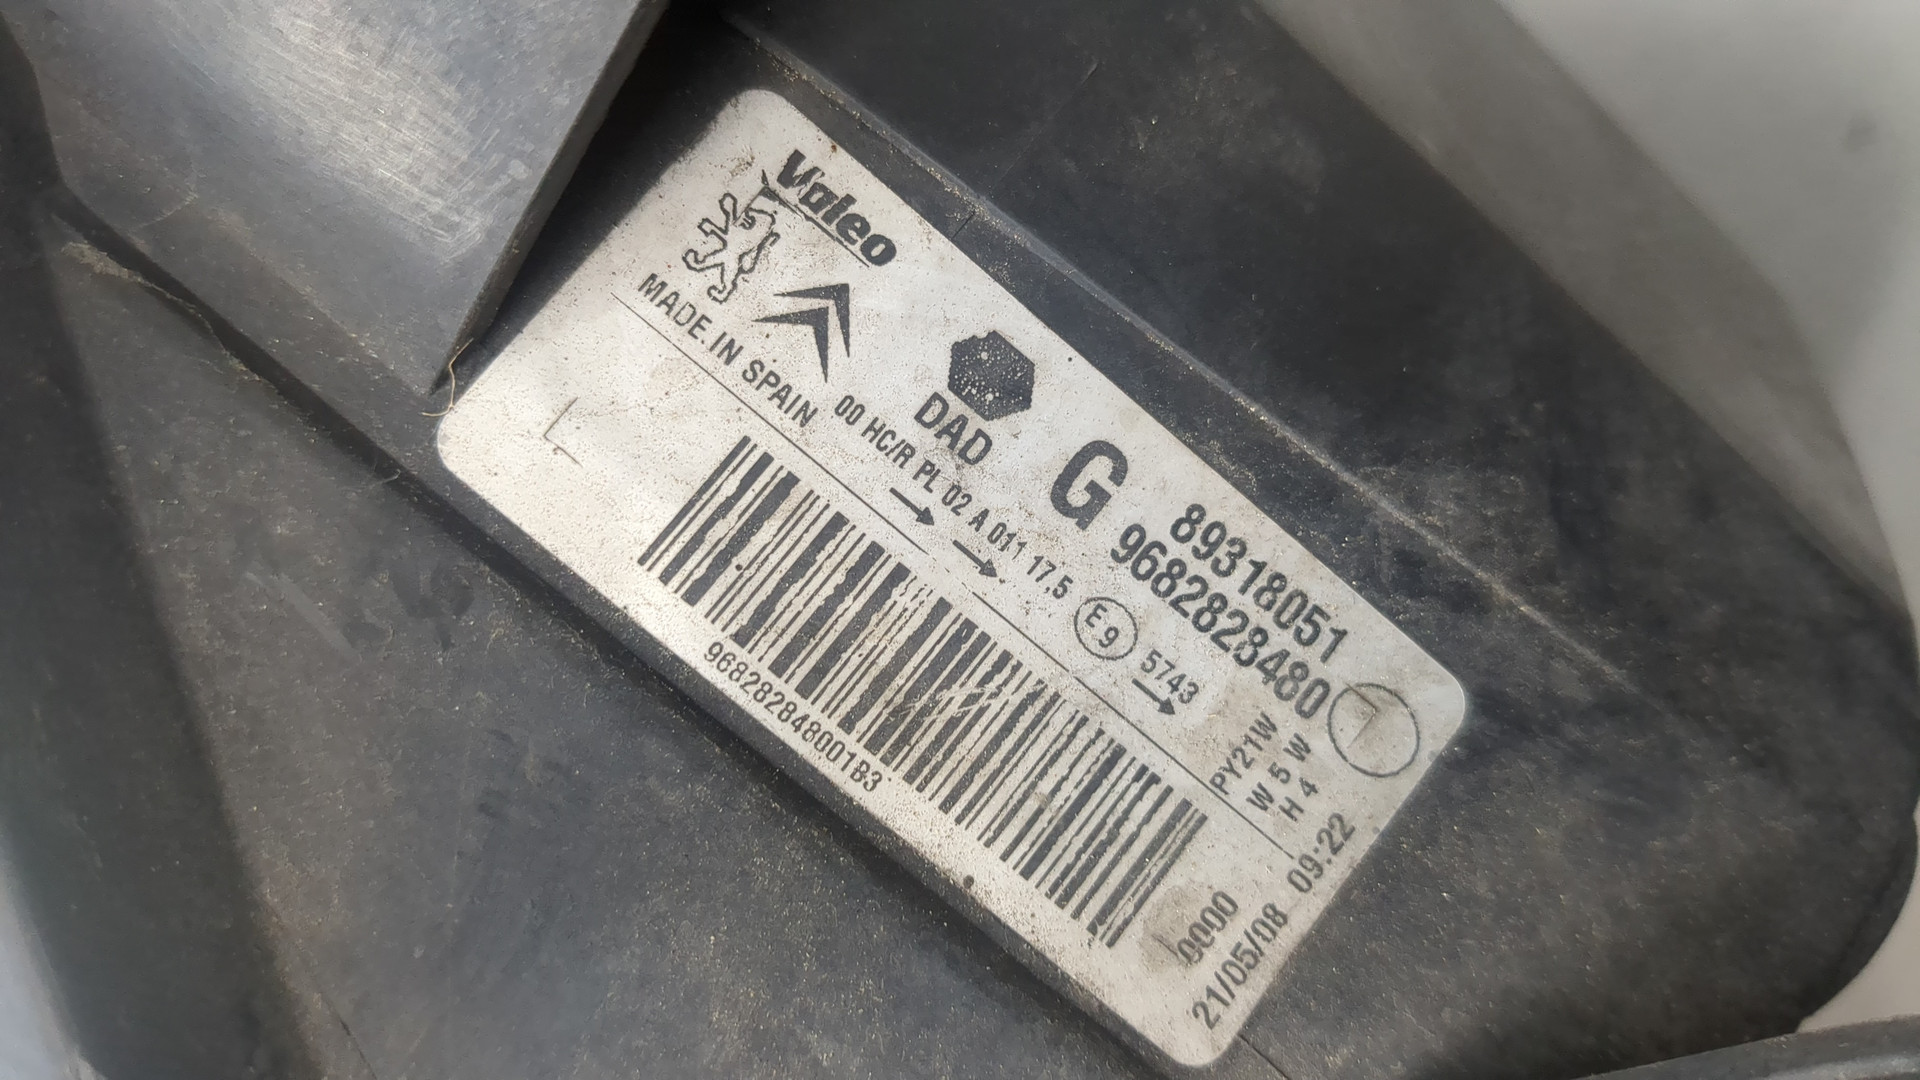 Valeo
MADE IN SPAIN
DAD
G
89318051
9682828480
00 HC/R PL 02 A 011 17.5 E9 5743
PY21W
W 5 W
H 4
L
968282848001B3
0000
21/05/08 09:22